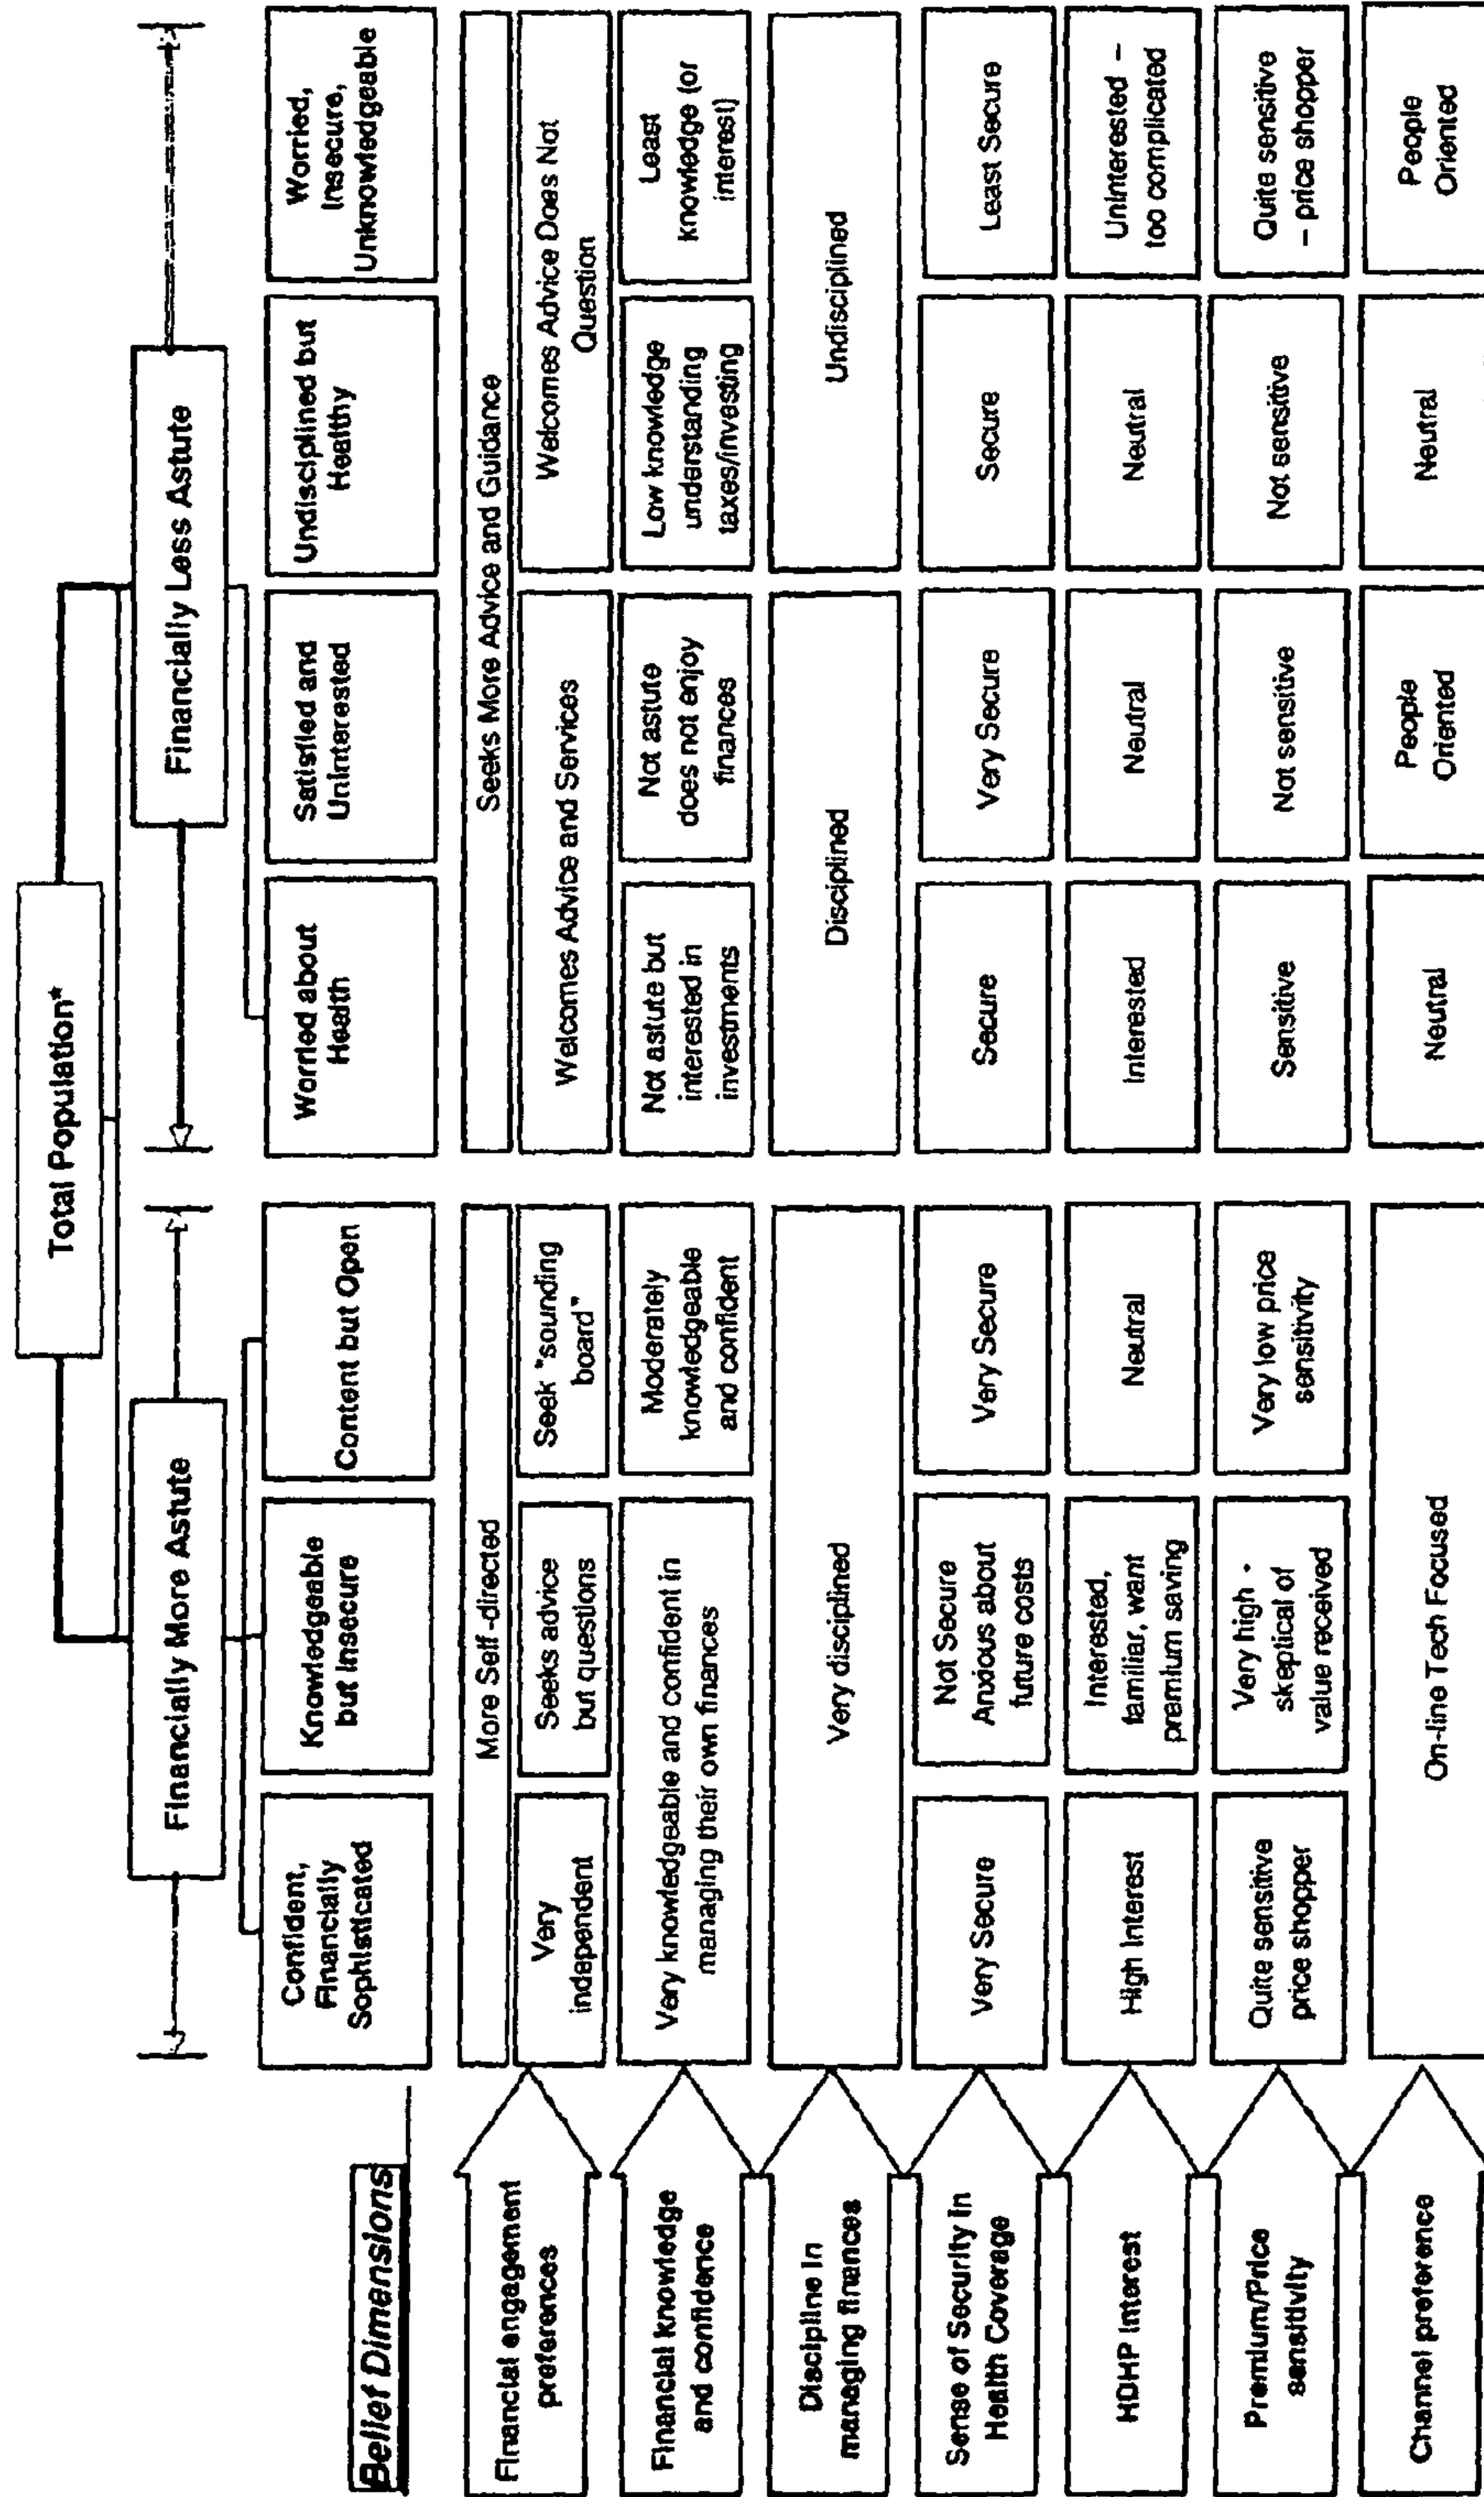 Total Population*
Financially More Astute
Financially Less Astute
Belief Dimensions
Confident,
Financially
Sophisticated
Knowledgeable
but Insecure
Content but Open
Worried about
Health
Satisfied and
Uninterested
Undisciplined but
Healthy
Worried,
Insecure,
Unknowledgeable
Financial engagement
preferences
More Self-directed
Seeks More Advice and Guidance
Very
independent
Seeks advice
but questions
Seek "sounding
board"
Welcomes Advice and Services
Welcomes Advice Does Not
Question
Financial knowledge
and confidence
Very knowledgeable and confident in
managing their own finances
Moderately
knowledgeable
and confident
Not astute but
interested in
investments
Not astute
does not enjoy
finances
Low knowledge
understanding
taxes/investing
Least
knowledge (or
interest)
Discipline in
managing finances
Very disciplined
Disciplined
Undisciplined
Sense of Security In
Health Coverage
Very Secure
Not Secure
Anxious about
future costs
Very Secure
Secure
Very Secure
Secure
Least Secure
HDHP Interest
High Interest
Interested,
familiar, want
premium saving
Neutral
Interested
Neutral
Neutral
Uninterested –
too complicated
Premium/Price
sensitivity
Quite sensitive
price shopper
Very high -
skeptical of
value received
Very low price
sensitivity
Sensitive
Not sensitive
Not sensitive
Quite sensitive
– price shopper
Channel preference
On-line Tech Focused
Neutral
People
Oriented
Neutral
People
Oriented